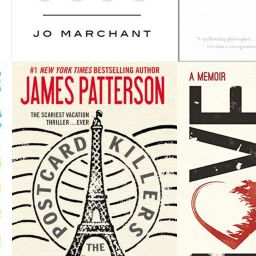 JO MARCHANT
#1 NEW YORK TIMES BESTSELLING AUTHOR
JAMES PATTERSON
THE SCARIEST VACATION
THRILLER...EVER
POSTCARD KILLERS
THE
A MEMOIR